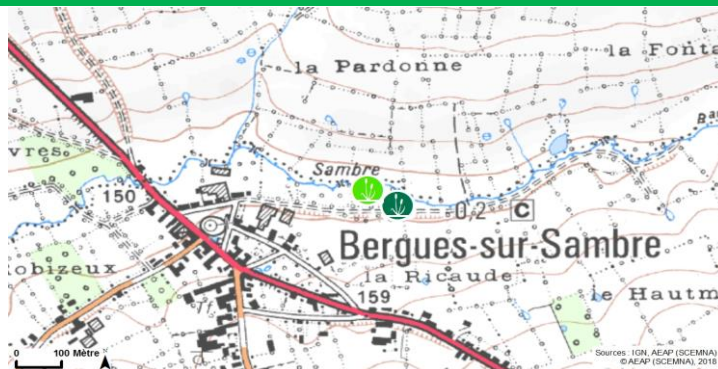 la Pardonne
la Fonta
Ba
vres
Sambre
150
0,2 C
Bergues-sur-Sambre
la Ricaude
obizeux
159
le Hautm
0 100 Mètre
Sources : IGN, AEAP (SCEMNA)
© AEAP (SCEMNA), 2018